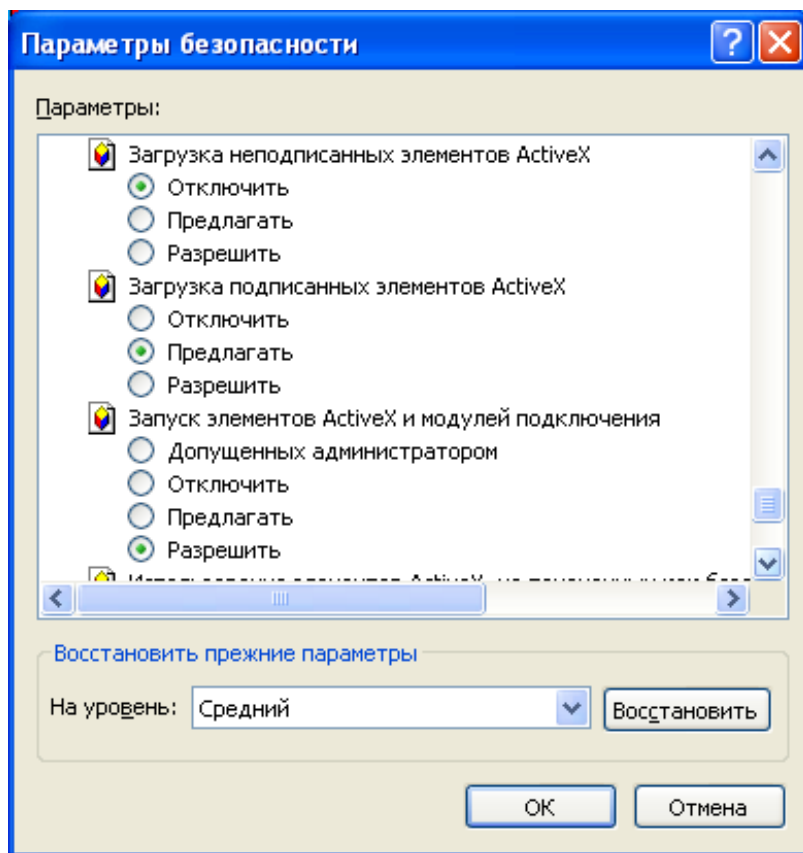 Параметры безопасности
Параметры:
Загрузка неподписанных элементов ActiveX
Отключить
Предлагать
Разрешить
Загрузка подписанных элементов ActiveX
Отключить
Предлагать
Разрешить
Запуск элементов ActiveX и модулей подключения
Допущенных администратором
Отключить
Предлагать
Разрешить
Восстановить прежние параметры
На уровень: Средний Восстановить
ОК Отмена